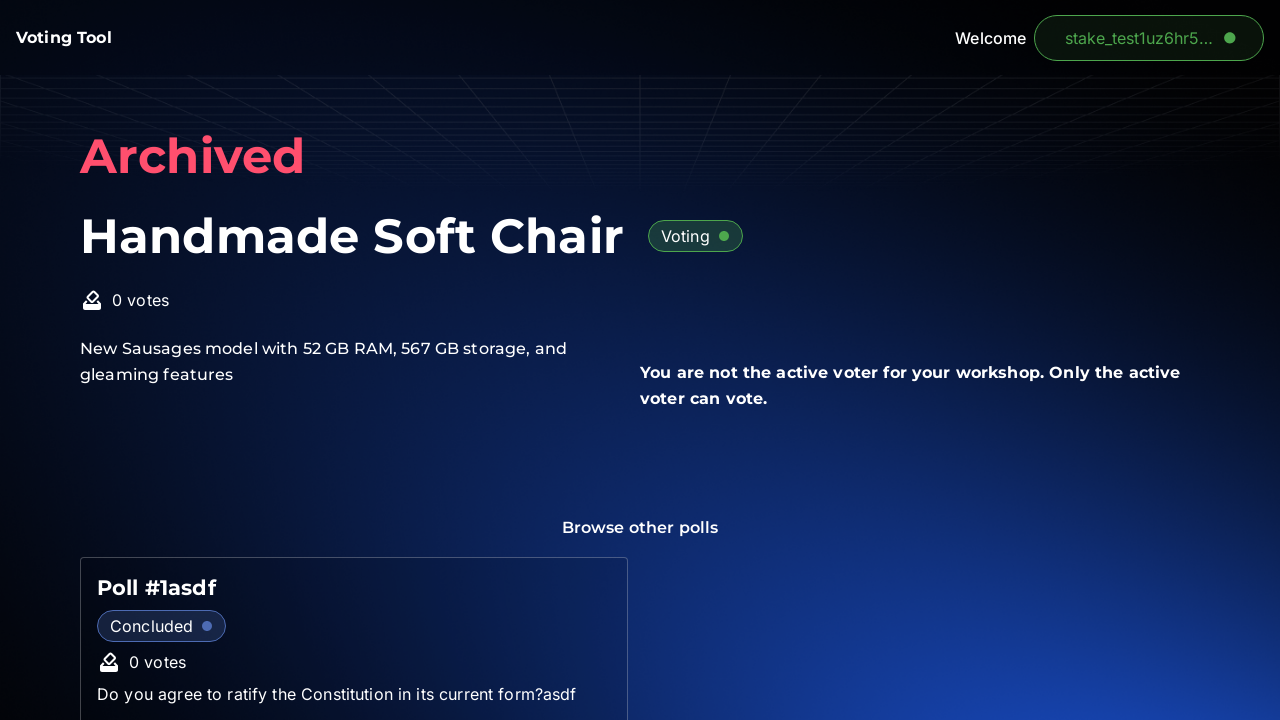 Voting Tool
Welcome
stake_test1uz6hr5...
Archived
Handmade Soft Chair
Voting
0 votes
New Sausages model with 52 GB RAM, 567 GB storage, and
gleaming features
You are not the active voter for your workshop. Only the active
voter can vote.
Browse other polls
Poll #1asdf
Concluded
0 votes
Do you agree to ratify the Constitution in its current form?asdf